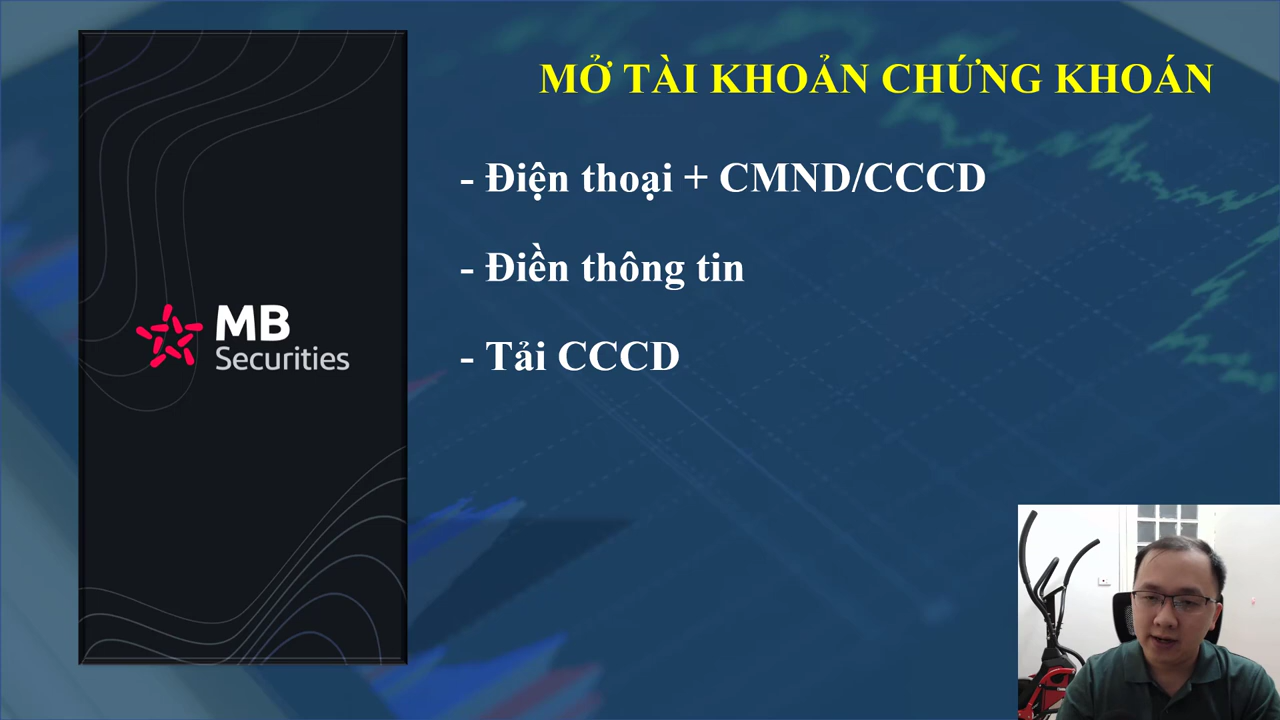 MỞ TÀI KHOẢN CHỨNG KHOÁN
- Điện thoại + CMND/CCCD
- Điền thông tin
- Tải CCCD
MB
Securities